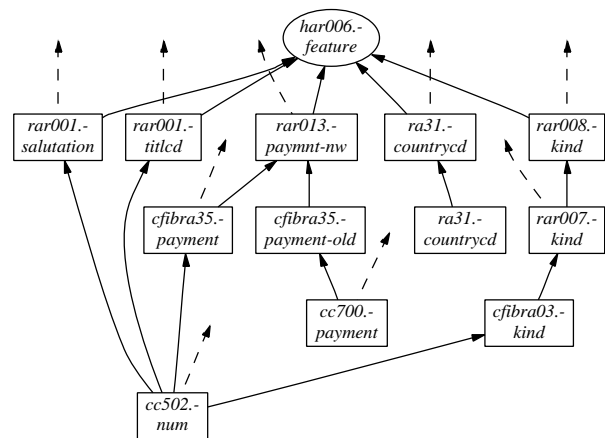 har006.-
feature
rar001.-
salutation
rar001.-
titlcd
rar013.-
paymnt-nw
ra31.-
countrycd
rar008.-
kind
cfibra35.-
payment
cfibra35.-
payment-old
ra31.-
countrycd
rar007.-
kind
cc700.-
payment
cfibra03.-
kind
cc502.-
num